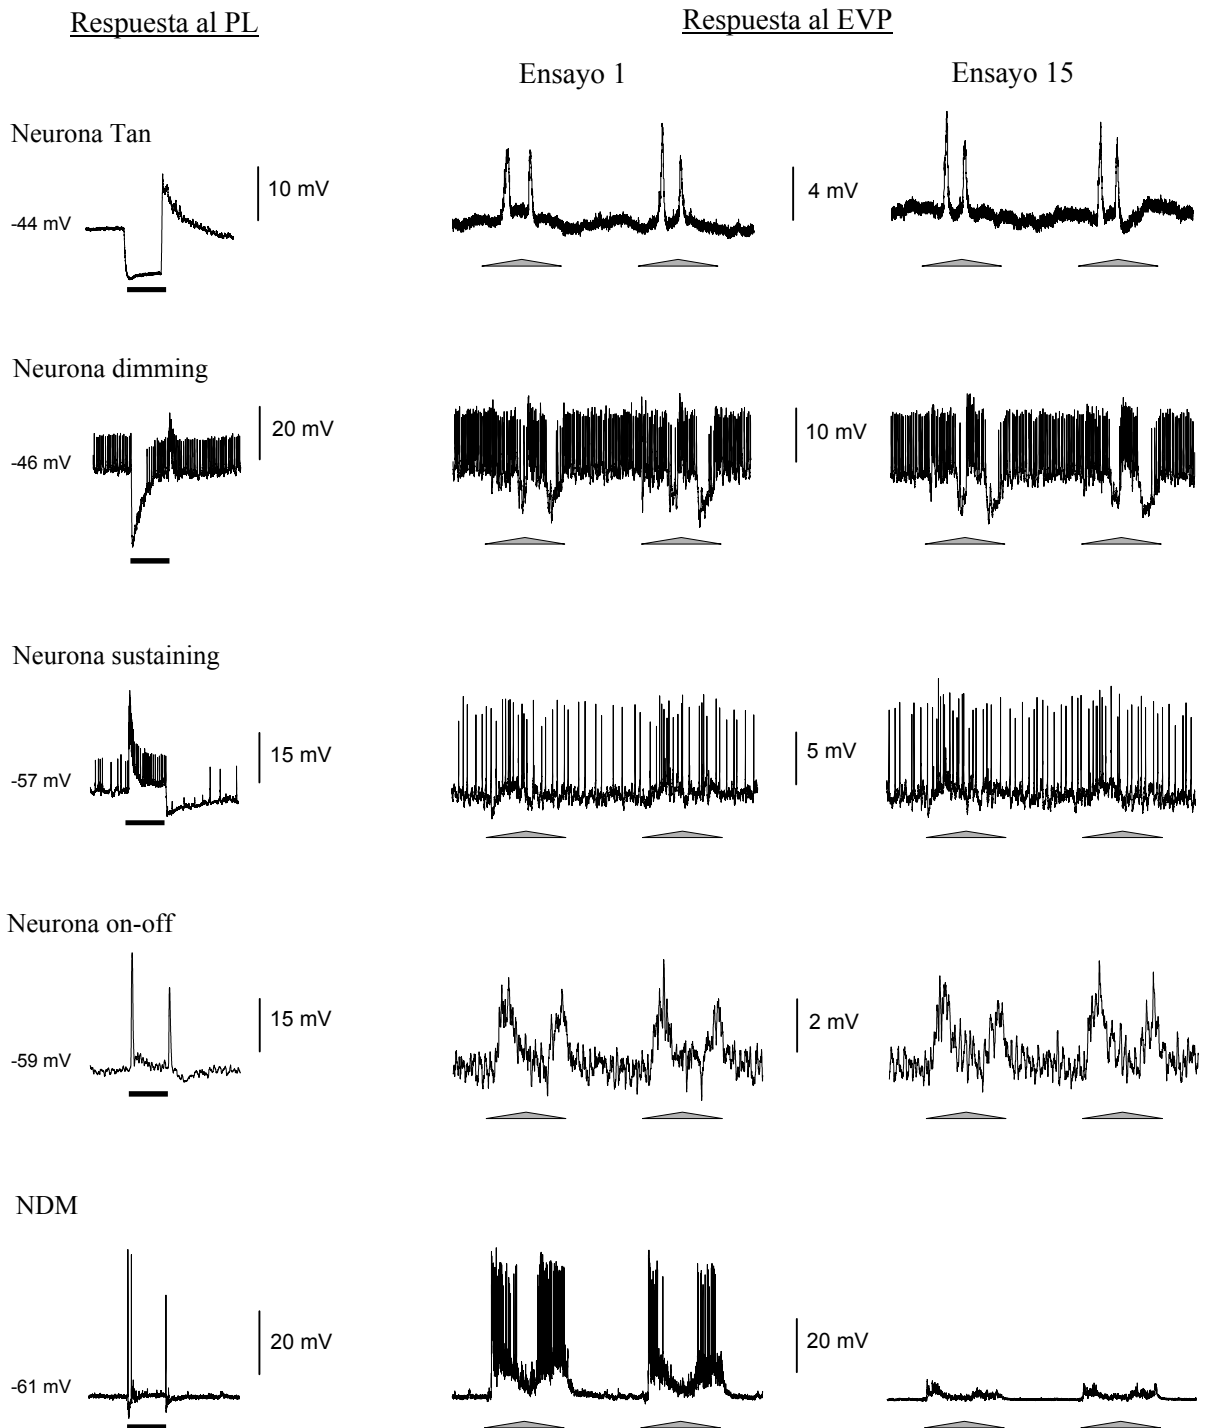 Respuesta al PL
Respuesta al EVP
Ensayo 1
Ensayo 15
Neurona Tan
-44 mV
10 mV
4 mV
Neurona dimming
-46 mV
20 mV
10 mV
Neurona sustaining
-57 mV
15 mV
5 mV
Neurona on-off
-59 mV
15 mV
2 mV
NDM
-61 mV
20 mV
20 mV